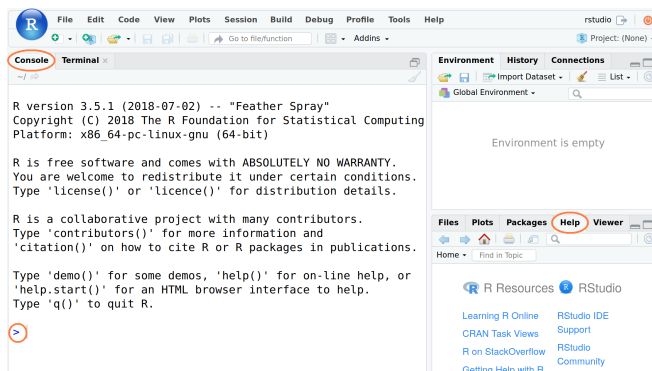 R
File Edit Code View Plots Session Build Debug Profile Tools Help
rstudio
Go to file/function
Addins
Project: (None)
Console Terminal
~/
R version 3.5.1 (2018-07-02) -- "Feather Spray"
Copyright (C) 2018 The R Foundation for Statistical Computing
Platform: x86_64-pc-linux-gnu (64-bit)
R is free software and comes with ABSOLUTELY NO WARRANTY.
You are welcome to redistribute it under certain conditions.
Type 'license()' or 'licence()' for distribution details.
R is a collaborative project with many contributors.
Type 'contributors()' for more information and
'citation()' on how to cite R or R packages in publications.
Type 'demo()' for some demos, 'help()' for on-line help, or
'help.start()' for an HTML browser interface to help.
Type 'q()' to quit R.
>
Environment History Connections
Import Dataset
List
Global Environment
Environment is empty
Files Plots Packages Help Viewer
Home
Find in Topic
R Resources
R RStudio
Learning R Online
CRAN Task Views
R on StackOverflow
Getting Help with R
RStudio IDE
Support
RStudio
Community